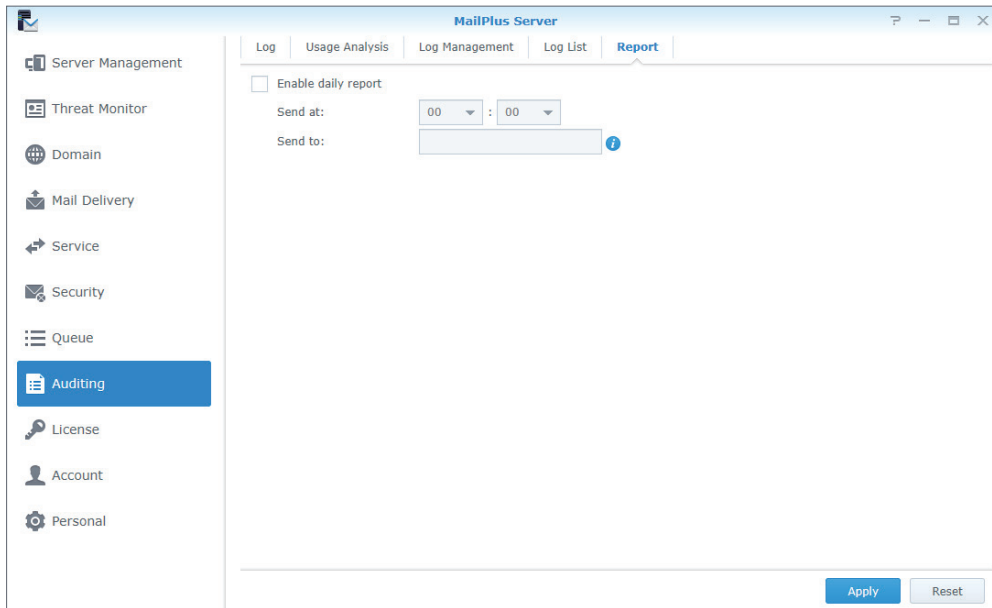 MailPlus Server
Server Management
Threat Monitor
Domain
Mail Delivery
Service
Security
Queue
Auditing
License
Account
Personal
Log Usage Analysis Log Management Log List Report
Enable daily report
Send at: 00 : 00
Send to:
Apply Reset